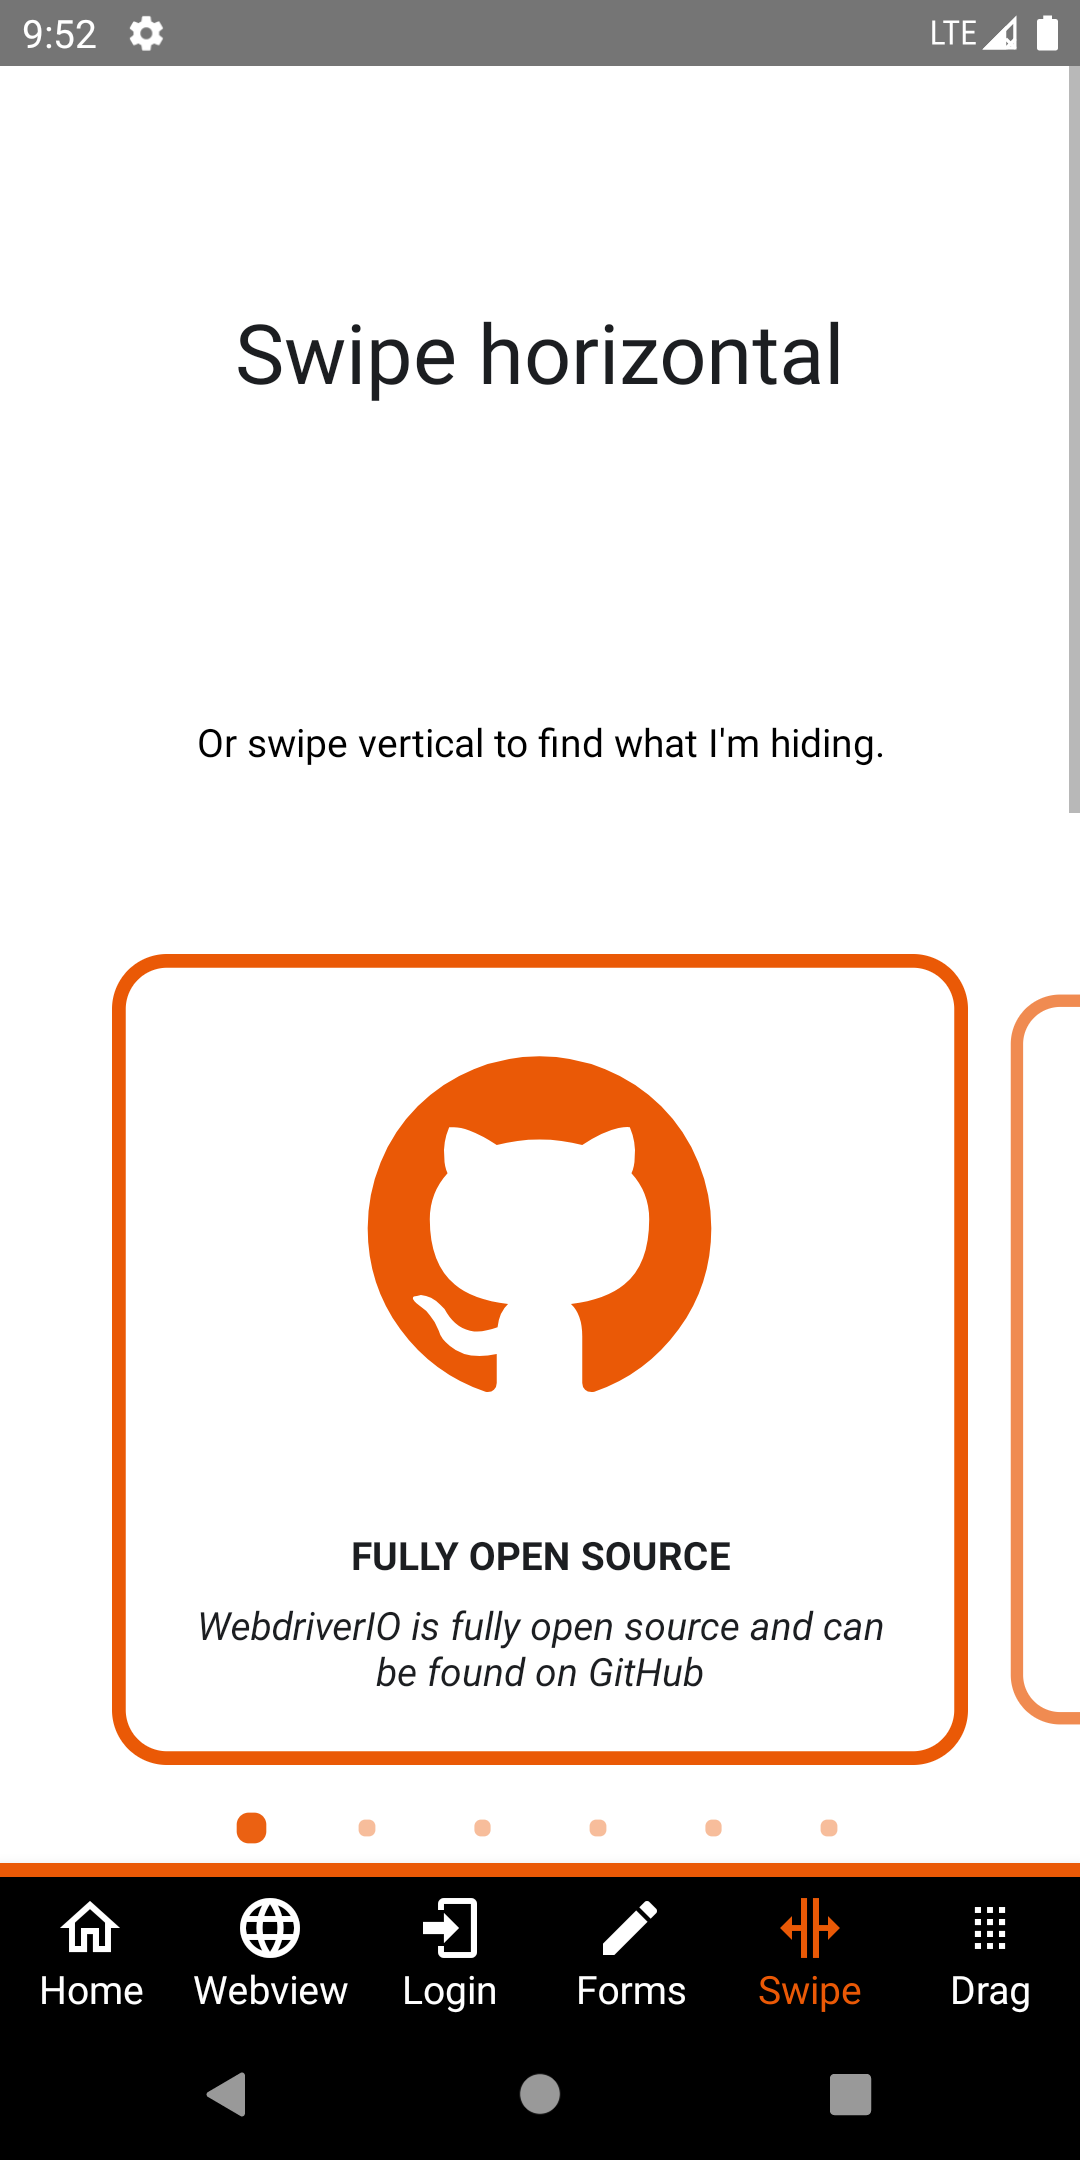 9:52
LTE
Swipe horizontal
Or swipe vertical to find what I'm hiding.
FULLY OPEN SOURCE
WebdriverIO is fully open source and can
be found on GitHub
Home
Webview
Login
Forms
Swipe
Drag